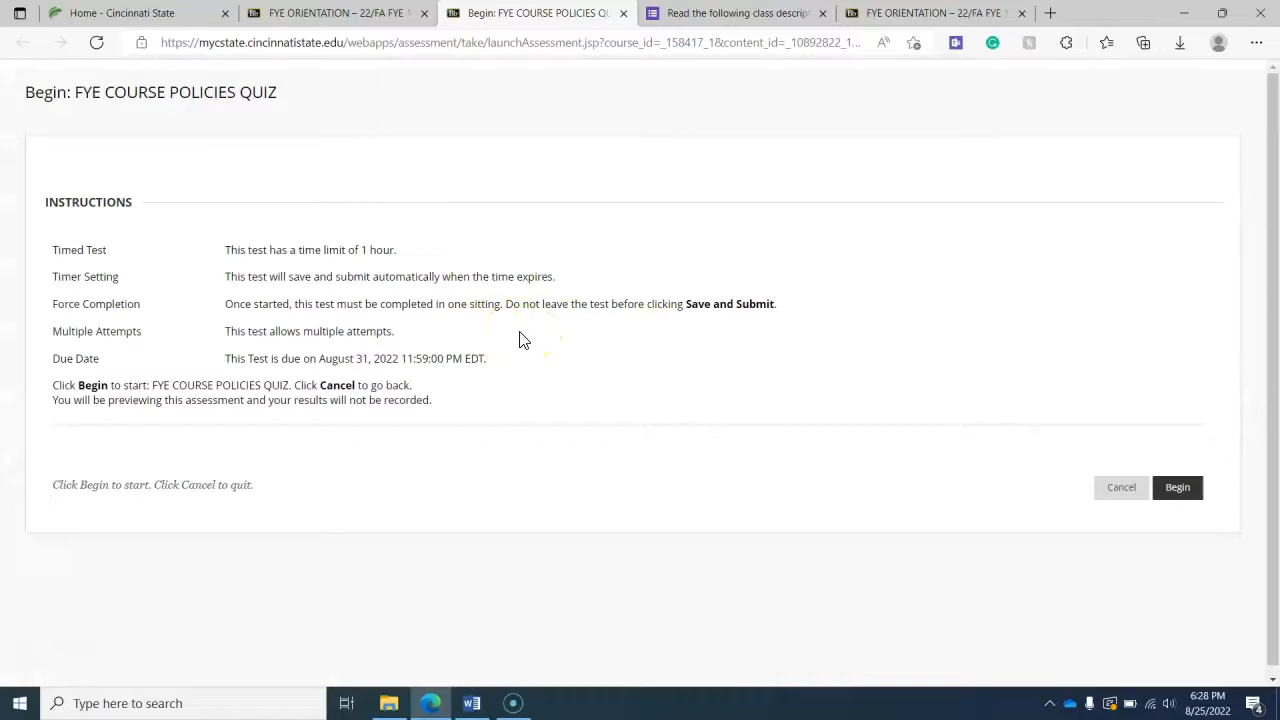 Home - Cincinnati State
FYE ORIENTATION – 22/FA.FYE 1
Begin: FYE COURSE POLICIES QU
Read the following class descript
FYE ORIENTATION – 22/FA FYE 1
https://mycstate.cincinnatistate.edu/webapps/assessment/take/launchAssessment.jsp?course_id=_158417_1&content_id=_10892822_1...
Begin: FYE COURSE POLICIES QUIZ
INSTRUCTIONS
Timed Test This test has a time limit of 1 hour.
Timer Setting This test will save and submit automatically when the time expires.
Force Completion Once started, this test must be completed in one sitting. Do not leave the test before clicking Save and Submit.
Multiple Attempts This test allows multiple attempts.
Due Date This Test is due on August 31, 2022 11:59:00 PM EDT.
Click Begin to start: FYE COURSE POLICIES QUIZ. Click Cancel to go back.
You will be previewing this assessment and your results will not be recorded.
Click Begin to start. Click Cancel to quit.
Cancel Begin
Type here to search
6:28 PM
8/25/2022
4